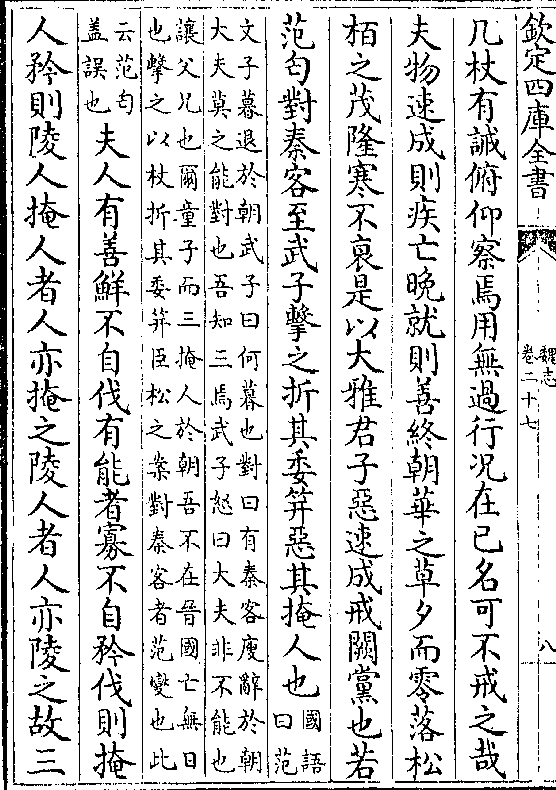 欽定四庫全書
魏志
卷二十七
八
几杖有誡俯仰察焉用無過行况在己名可不戒之哉
夫物速成則疾亡晚就則善終朝華之草夕而零落松
栢之茂隆寒不衰是以大雅君子惡速成戒闕黨也若
范匄對秦客至武子擊之折其委筓惡其掩人也
國語
曰范
文子暮退於朝武子曰何暮也對曰有秦客廋辭於朝
大夫莫之能對也吾知三焉武子怒曰大夫非不能也
讓父兄也爾童子而三掩人於朝吾不在晉國亡無日
也擊之以杖折其委筓臣松之案對秦客者范燮也此
云范匄
盖誤也
夫人有善鮮不自伐有能者寡不自矜伐則掩
人矜則陵人掩人者人亦掩之陵人者人亦陵之故三